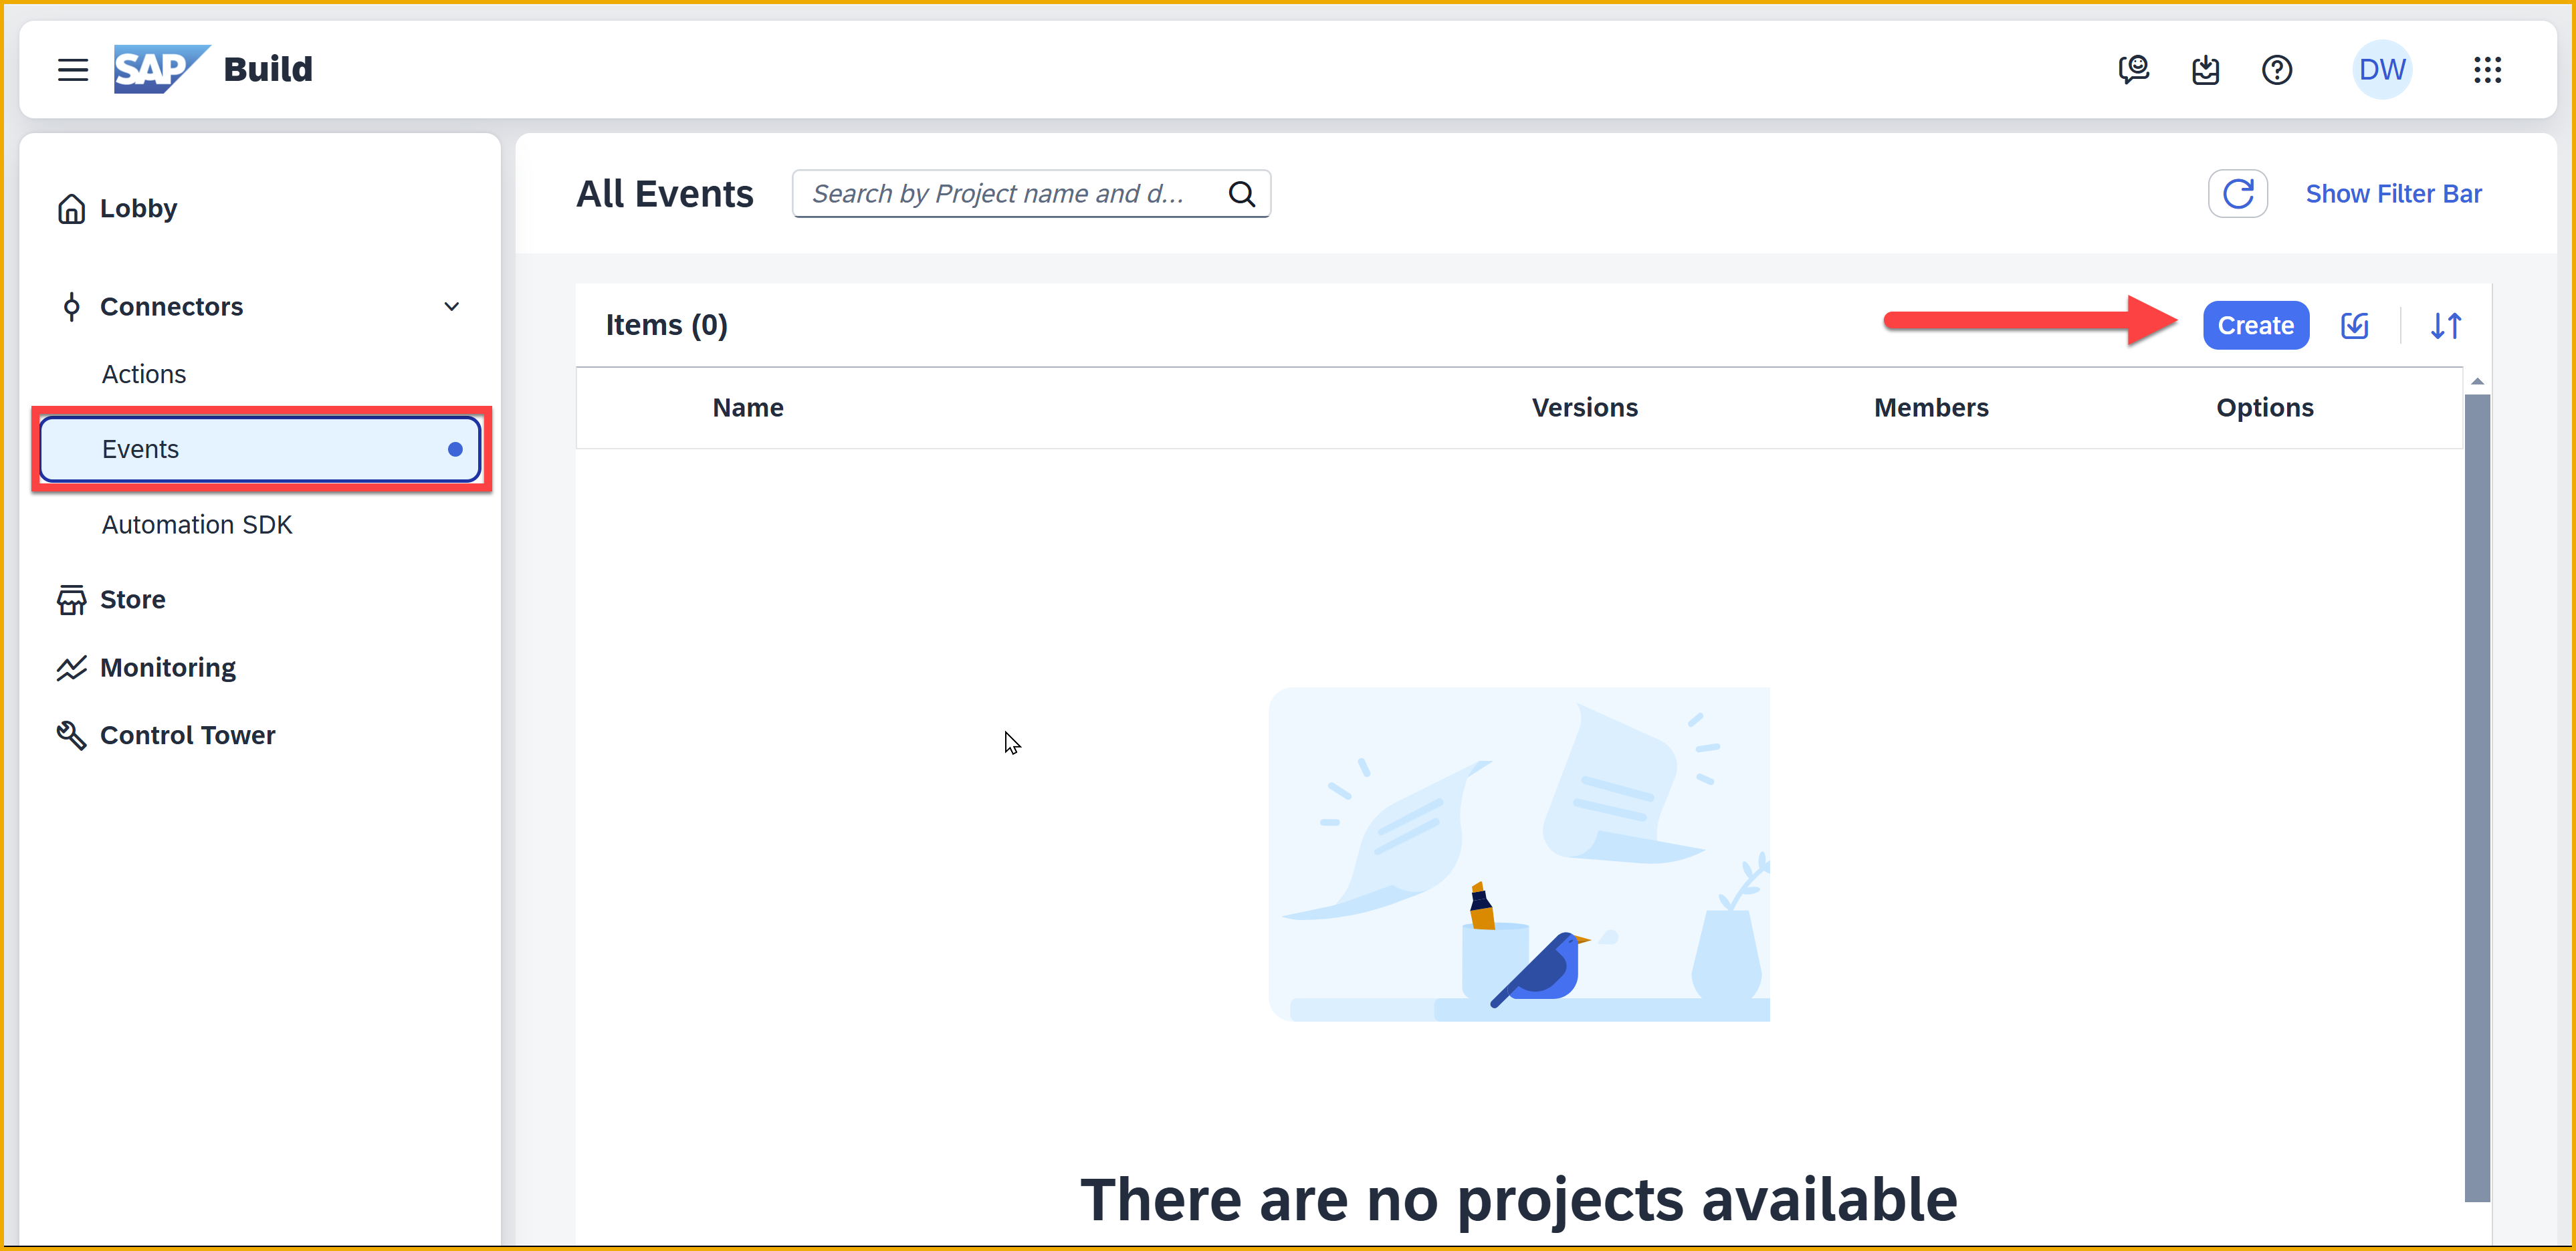 SAP Build
DW
Lobby
Connectors
Actions
Events
Automation SDK
Store
Monitoring
Control Tower
All Events
Search by Project name and d...
Show Filter Bar
Items (0)
Create
Name Versions Members Options
There are no projects available